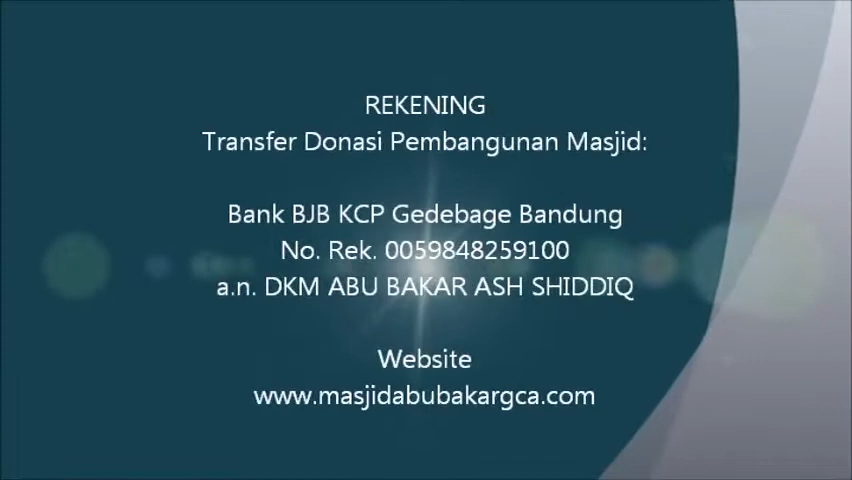 REKENING
Transfer Donasi Pembangunan Masjid:
Bank BJB KCP Gedebage Bandung
No. Rek. 0059848259100
a.n. DKM ABU BAKAR ASH SHIDDIQ
Website
www.masjidabubakargca.com